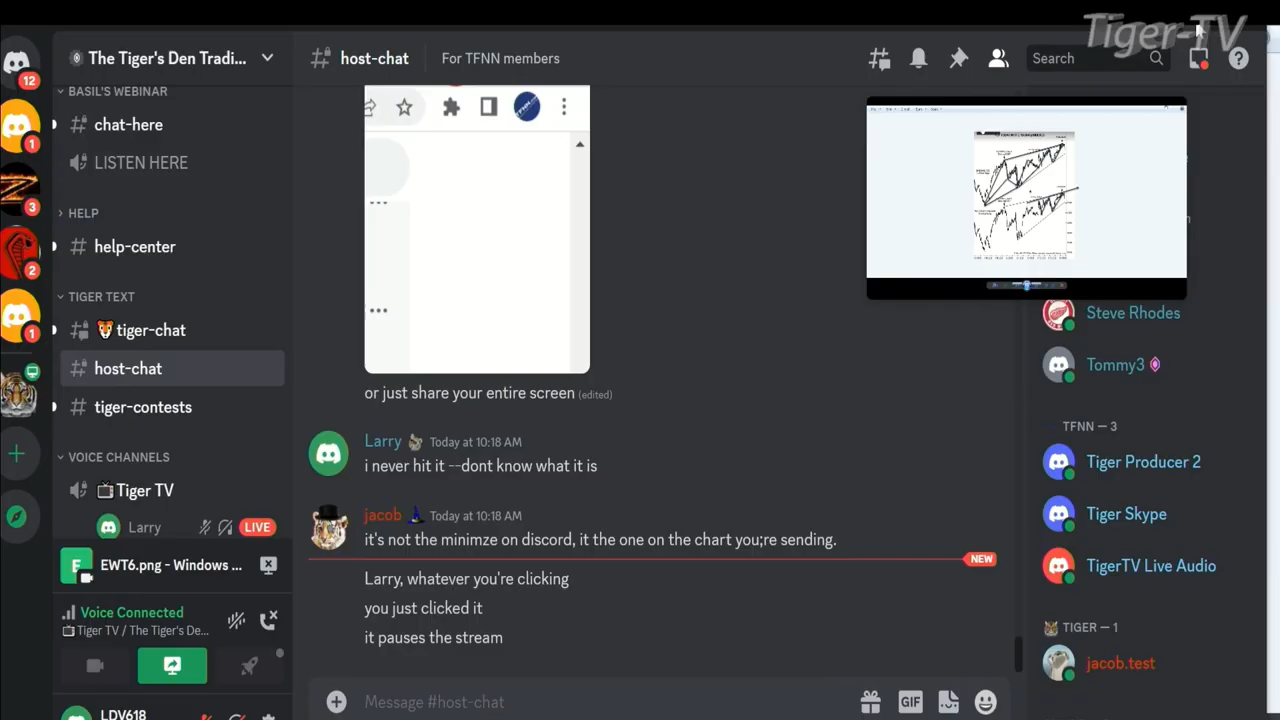 Tiger-TV
The Tiger's Den Tradi...
host-chat
For TFNN members
Search
12
1
3
2
1
BASIL'S WEBINAR
chat-here
LISTEN HERE
HELP
help-center
TIGER TEXT
tiger-chat
host-chat
tiger-contests
VOICE CHANNELS
Tiger TV
Larry
LIVE
EWT6.png - Windows ...
Voice Connected
Tiger TV / The Tiger's De...
LDV618
or just share your entire screen (edited)
Larry Today at 10:18 AM
i never hit it --dont know what it is
jacob Today at 10:18 AM
it's not the minimze on discord, it the one on the chart you;re sending.
NEW
Larry, whatever you're clicking
you just clicked it
it pauses the stream
Message #host-chat
GIF
Steve Rhodes
Tommy3
TFNN — 3
Tiger Producer 2
Tiger Skype
TigerTV Live Audio
TIGER — 1
jacob.test